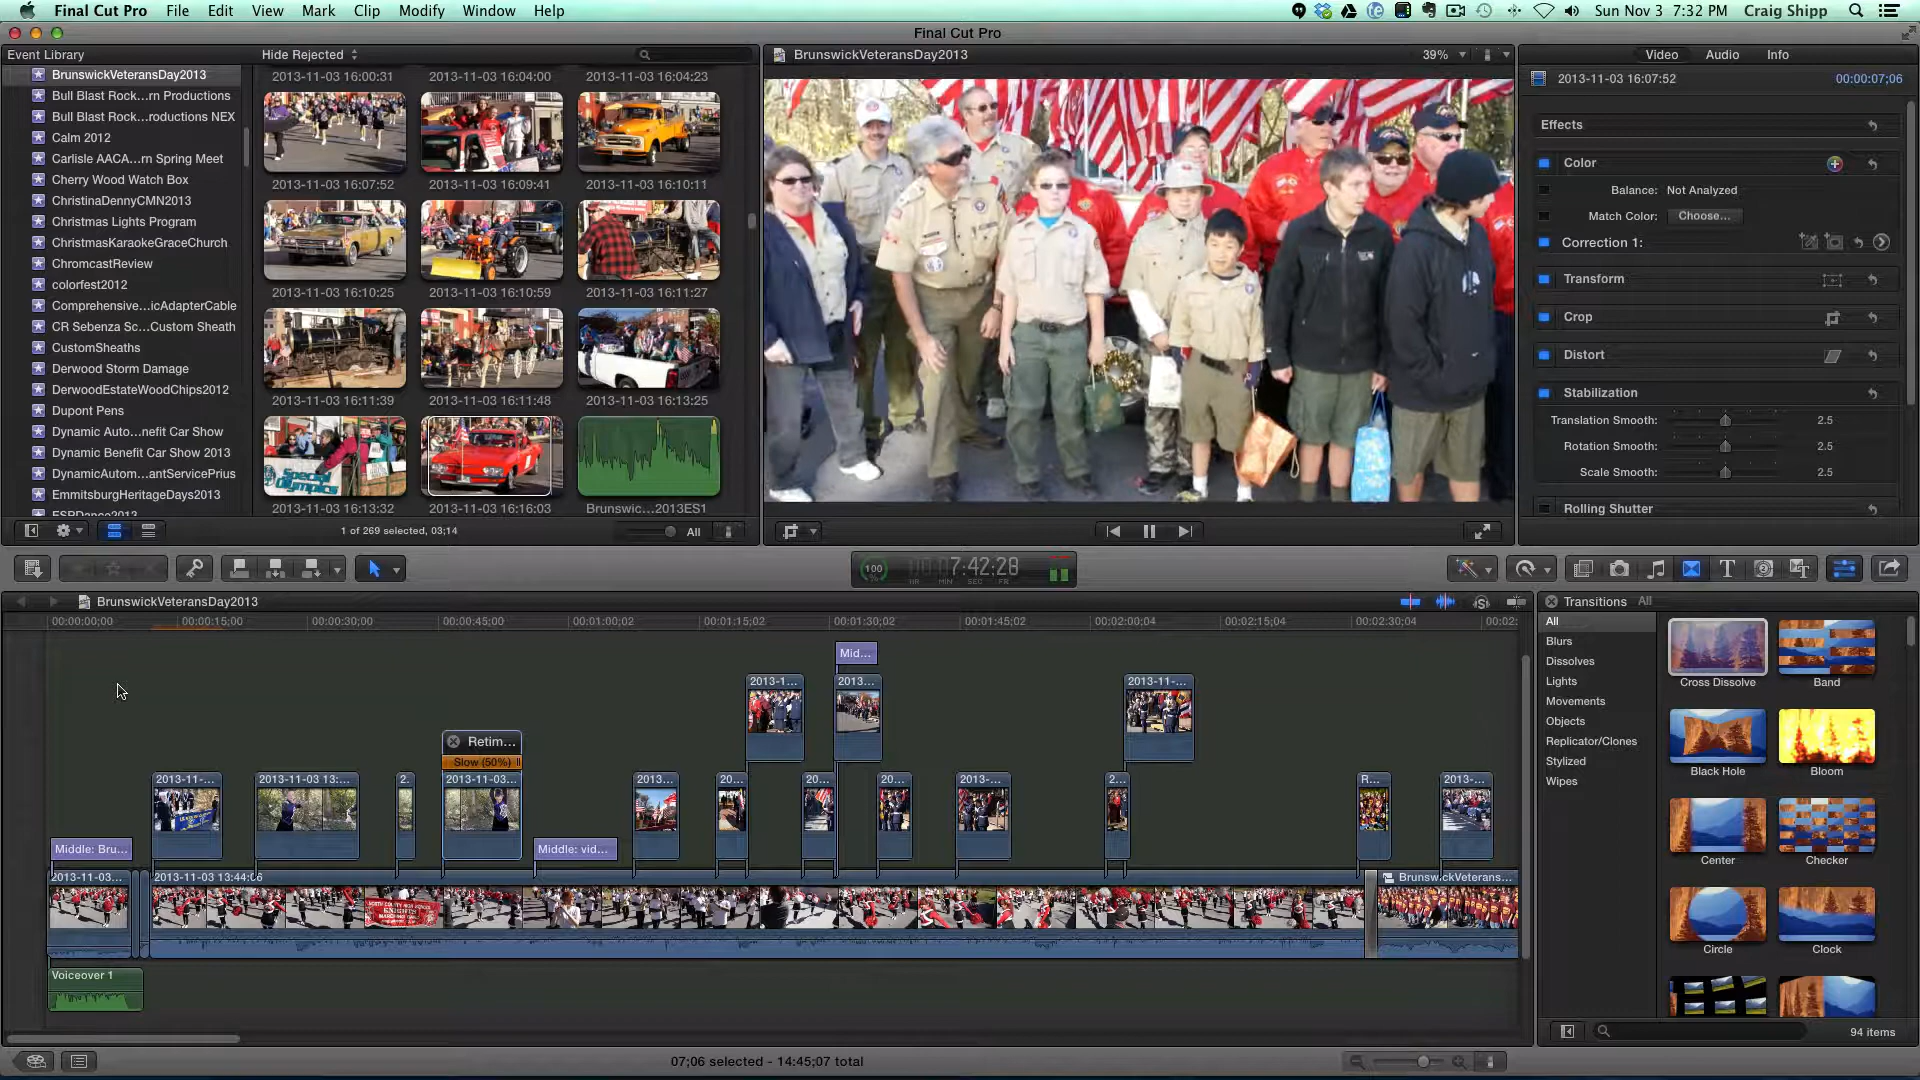 Final Cut Pro File Edit View Mark Clip Modify Window Help Sun Nov 3 7:32 PM Craig Shipp
Final Cut Pro
Event Library Hide Rejected BrunswickVeteransDay2013 39% Video Audio Info
BrunswickVeteransDay2013
Bull Blast Rock...rn Productions
Bull Blast Rock...roductions NEX
Calm 2012
Carlisle AACA...rn Spring Meet
Cherry Wood Watch Box
ChristinaDennyCMN2013
Christmas Lights Program
ChristmasKaraokeGraceChurch
ChromcastReview
colorfest2012
Comprehensive...icAdapterCable
CR Sebenza Sc...Custom Sheath
CustomSheaths
Derwood Storm Damage
DerwoodEstateWoodChips2012
Dupont Pens
Dynamic Auto...nefit Car Show
Dynamic Benefit Car Show 2013
DynamicAutom...antServicePrius
EmmitsburgHeritageDays2013
ESPDance2013
2013-11-03 16:00:31 2013-11-03 16:04:00 2013-11-03 16:04:23
2013-11-03 16:07:52 2013-11-03 16:09:41 2013-11-03 16:10:11
2013-11-03 16:10:25 2013-11-03 16:10:59 2013-11-03 16:11:27
2013-11-03 16:11:39 2013-11-03 16:11:48 2013-11-03 16:13:25
Special Olympics
2013-11-03 16:13:32 2013-11-03 16:16:03 Brunswic...2013ES1
1 of 269 selected, 03;14 All
2013-11-03 16:07:52 00:00:07;06
Effects
Color
Balance: Not Analyzed
Match Color: Choose...
Correction 1:
Transform
Crop
Distort
Stabilization
Translation Smooth: 2.5
Rotation Smooth: 2.5
Scale Smooth: 2.5
Rolling Shutter
100 % 7:42:28
HR MIN SEC FR
BrunswickVeteransDay2013
00:00:00;00 00:00:15;00 00:00:30;00 00:00:45;00 00:01:00;02 00:01:15;02 00:01:30;02 00:01:45;02 00:02:00;04 00:02:15;04 00:02:30;04 00:02:
Mid...
2013-1... 2013... 2013-11-...
Retim...
Slow (50%)
2013-11-... 2013-11-03 13:... 2. 2013-11-03... 2013... 20... 20... 20... 2013-... 2... R... 2013-...
Middle: Bru... Middle: vid...
2013-11-03... 2013-11-03 13:44:06 BrunswickVeterans...
NORTH COUNTY HIGH SCHOOL
KNIGHTS
Voiceover 1
07;06 selected - 14:45;07 total
Transitions All
All
Blurs
Dissolves
Lights
Movements
Objects
Replicator/Clones
Stylized
Wipes
Cross Dissolve Band
Black Hole Bloom
Center Checker
Circle Clock
94 items